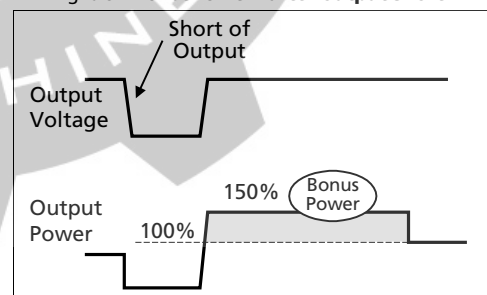 Short of
Output
Output
Voltage
150%
Bonus
Power
Output
Power
100%